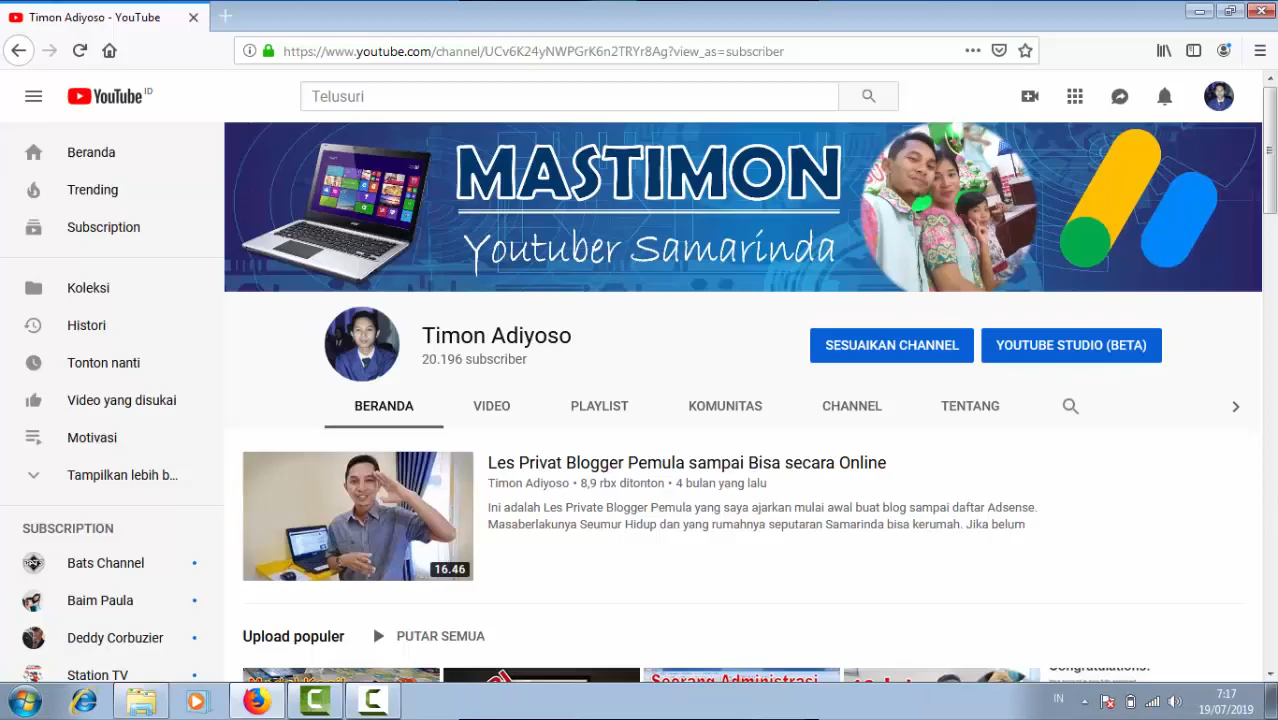 Timon Adiyoso - YouTube
https://www.youtube.com/channel/UCv6K24yNWPGrK6n2TRYr8Ag?view_as=subscriber
YouTube ID
Telusuri
Beranda
Trending
Subscription
Koleksi
Histori
Tonton nanti
Video yang disukai
Motivasi
Tampilkan lebih b...
SUBSCRIPTION
Bats Channel
Baim Paula
Deddy Corbuzier
Station TV
MASTIMON
Youtuber Samarinda
Timon Adiyoso
20.196 subscriber
SESUAIKAN CHANNEL
YOUTUBE STUDIO (BETA)
BERANDA
VIDEO
PLAYLIST
KOMUNITAS
CHANNEL
TENTANG
16.46
Les Privat Blogger Pemula sampai Bisa secara Online
Timon Adiyoso • 8,9 rbx ditonton • 4 bulan yang lalu
Ini adalah Les Private Blogger Pemula yang saya ajarkan mulai awal buat blog sampai daftar Adsense.
Masaberlakunya Seumur Hidup dan yang rumahnya seputaran Samarinda bisa kerumah. Jika belum
Upload populer
PUTAR SEMUA
Seorang Administrasi
Congratulations!
IN
7:17
19/07/2019